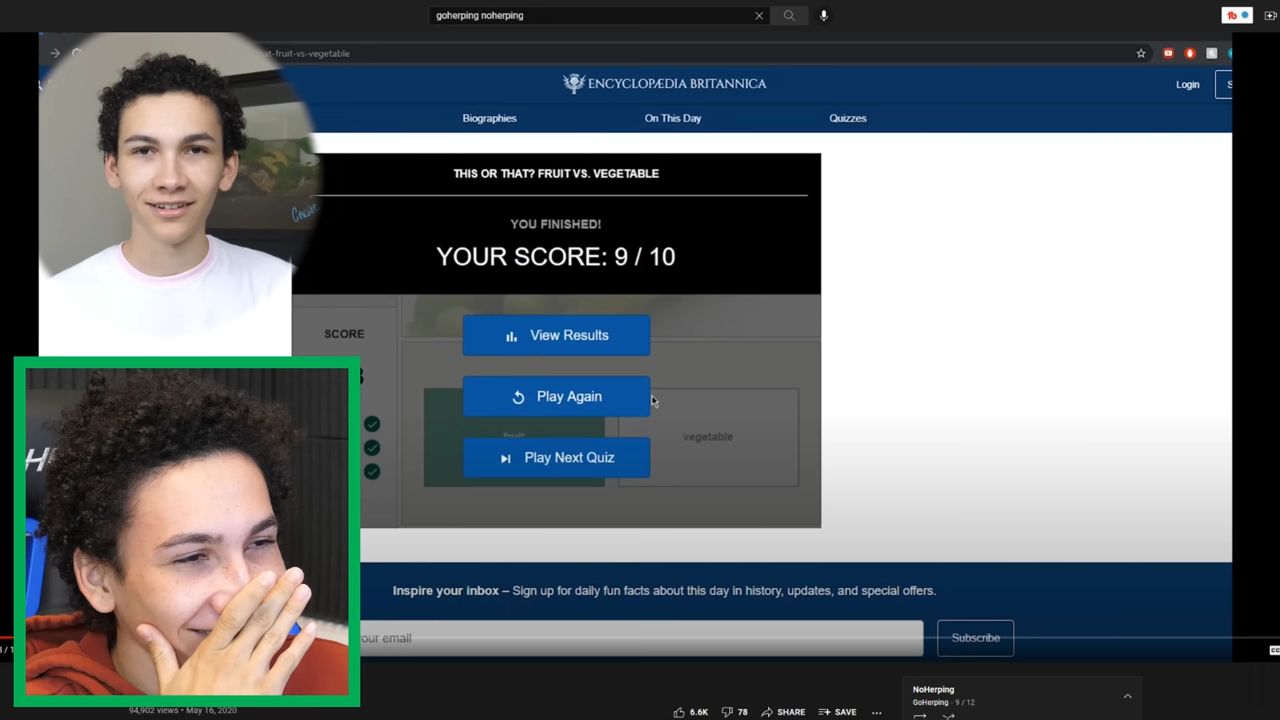 goherping noherping
at-fruit-vs-vegetable
ENCYCLOPÆDIA BRITANNICA
Login
Biographies
On This Day
Quizzes
THIS OR THAT? FRUIT VS. VEGETABLE
YOU FINISHED!
YOUR SCORE: 9 / 10
SCORE
View Results
Play Again
fruit
vegetable
Play Next Quiz
Inspire your inbox – Sign up for daily fun facts about this day in history, updates, and special offers.
your email
Subscribe
94,902 views • May 16, 2020
6.6K
78
SHARE
SAVE
NoHerping
GoHerping - 9 / 12